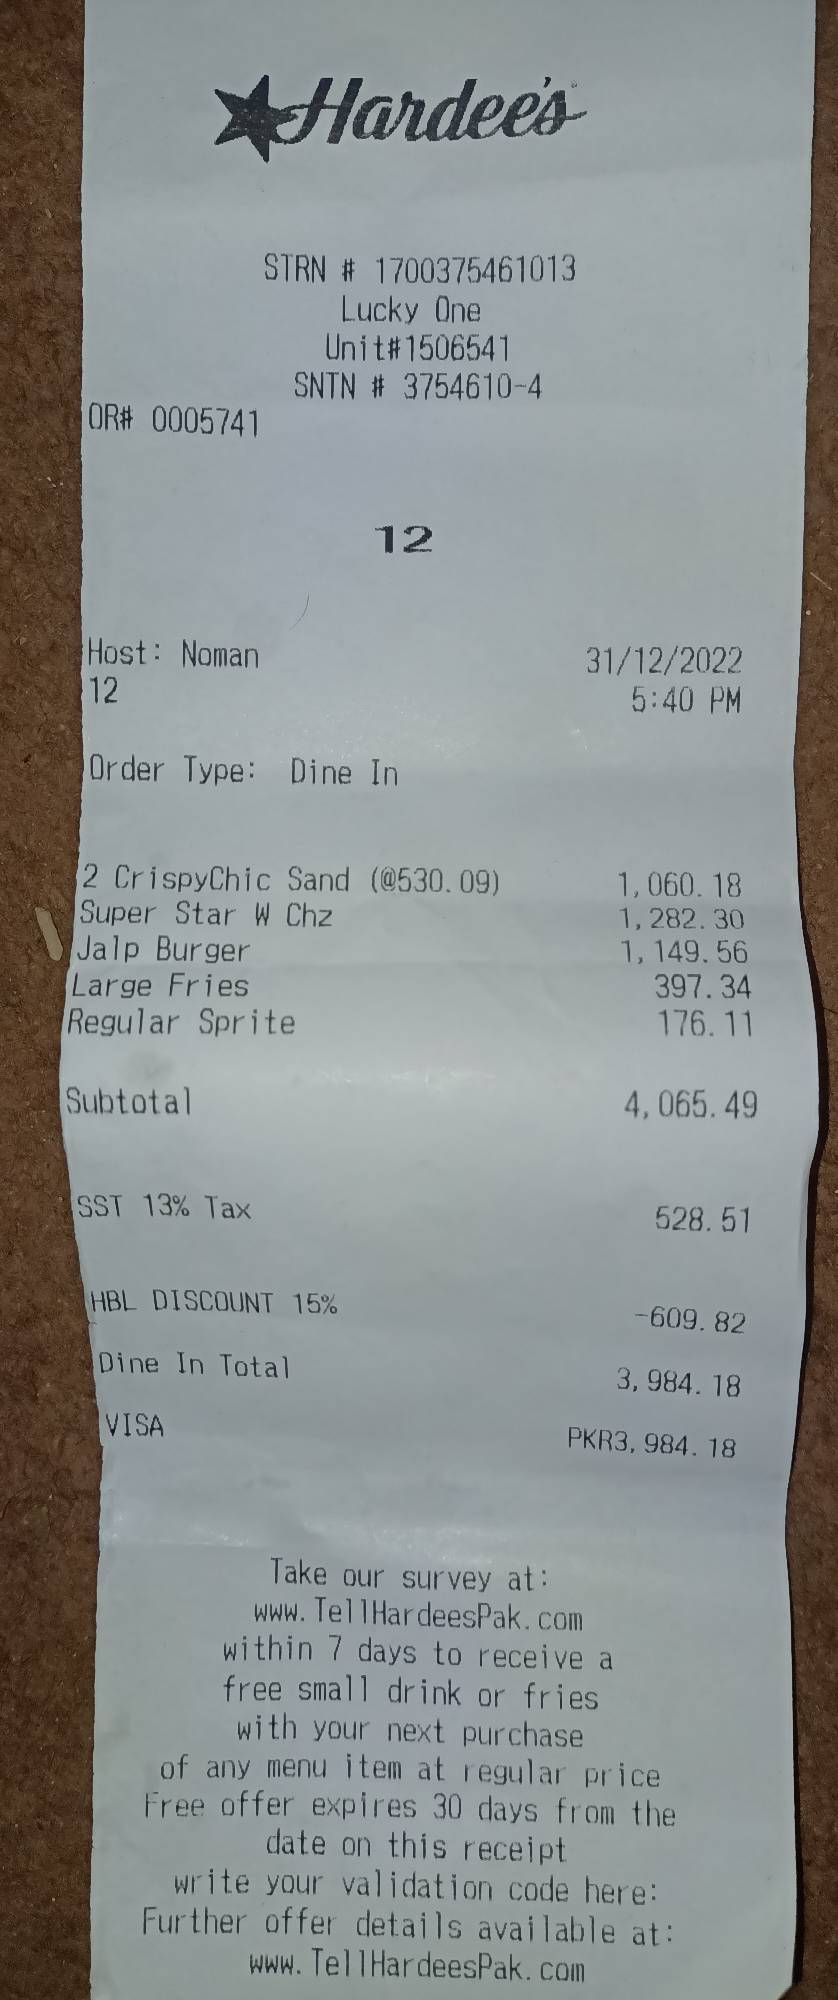 Hardee's
STRN # 1700375461013
Lucky One
Unit#1506541
SNTN # 3754610-4
OR# 0005741
12
Host: Noman 31/12/2022
12 5:40 PM
Order Type: Dine In
2 CrispyChic Sand (@530.09) 1,060.18
Super Star W Chz 1,282.30
Jalp Burger 1,149.56
Large Fries 397.34
Regular Sprite 176.11
Subtotal 4,065.49
SST 13% Tax 528.51
HBL DISCOUNT 15% -609.82
Dine In Total 3,984.18
VISA PKR3,984.18
Take our survey at:
www.TellHardeesPak.com
within 7 days to receive a
free small drink or fries
with your next purchase
of any menu item at regular price
Free offer expires 30 days from the
date on this receipt
write your validation code here:
Further offer details available at:
www.TellHardeesPak.com